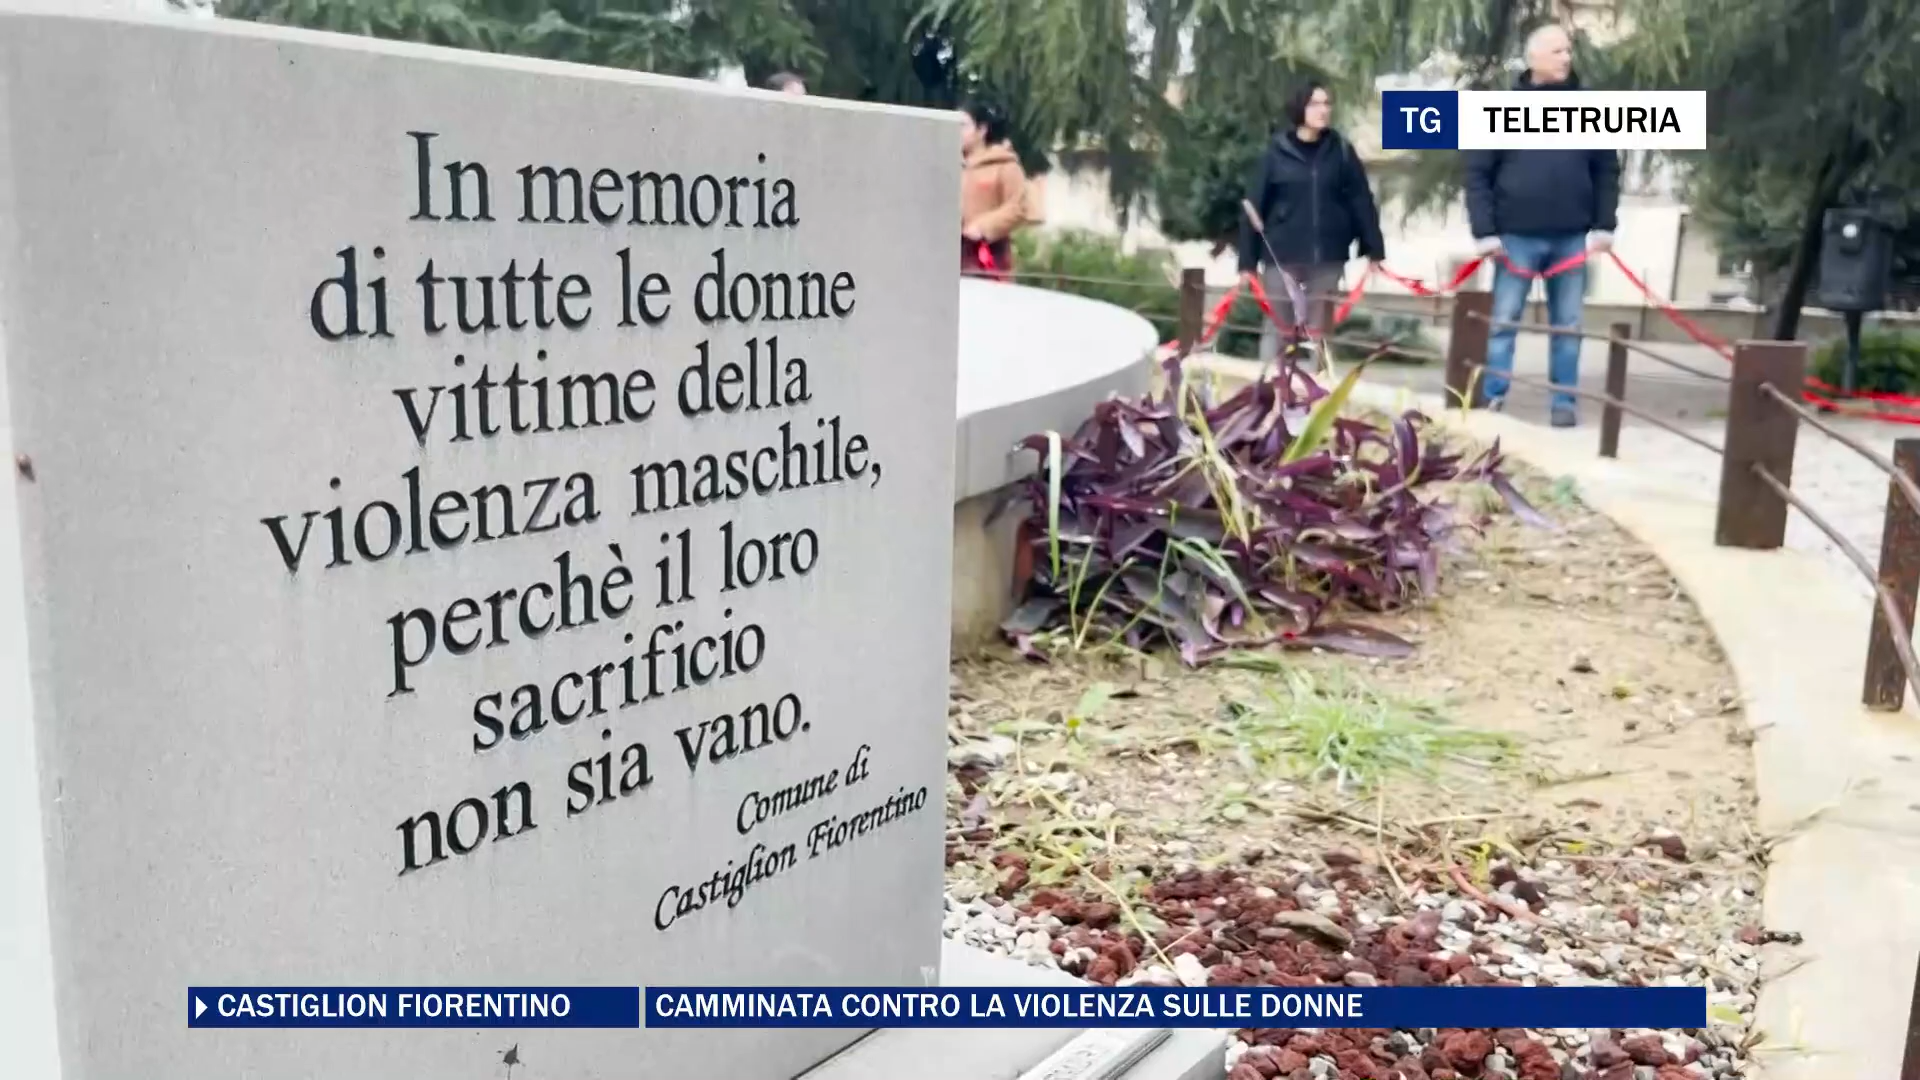 TG TELETRURIA
In memoria
di tutte le donne
vittime della
violenza maschile,
perchè il loro
sacrificio
non sia vano.
Comune di
Castiglion Fiorentino
CASTIGLION FIORENTINO
CAMMINATA CONTRO LA VIOLENZA SULLE DONNE